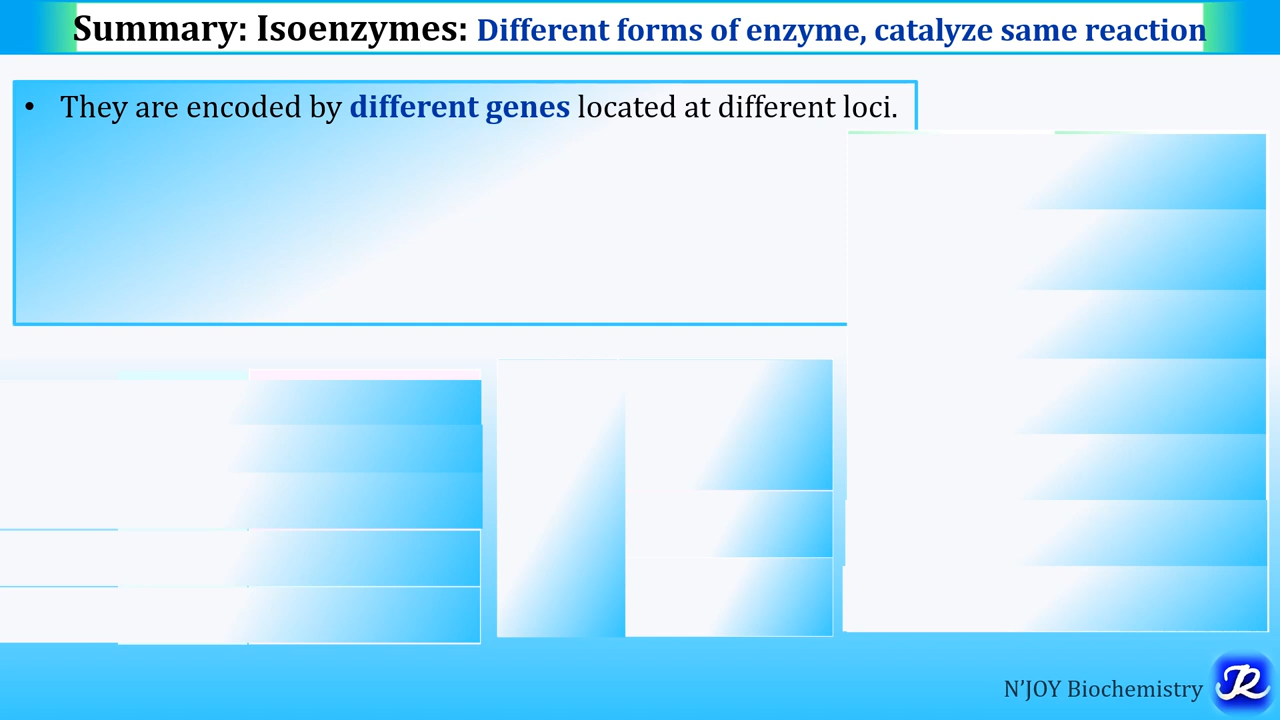 Summary: Isoenzymes: Different forms of enzyme, catalyze same reaction
• They are encoded by different genes located at different loci.
N’JOY Biochemistry
JR